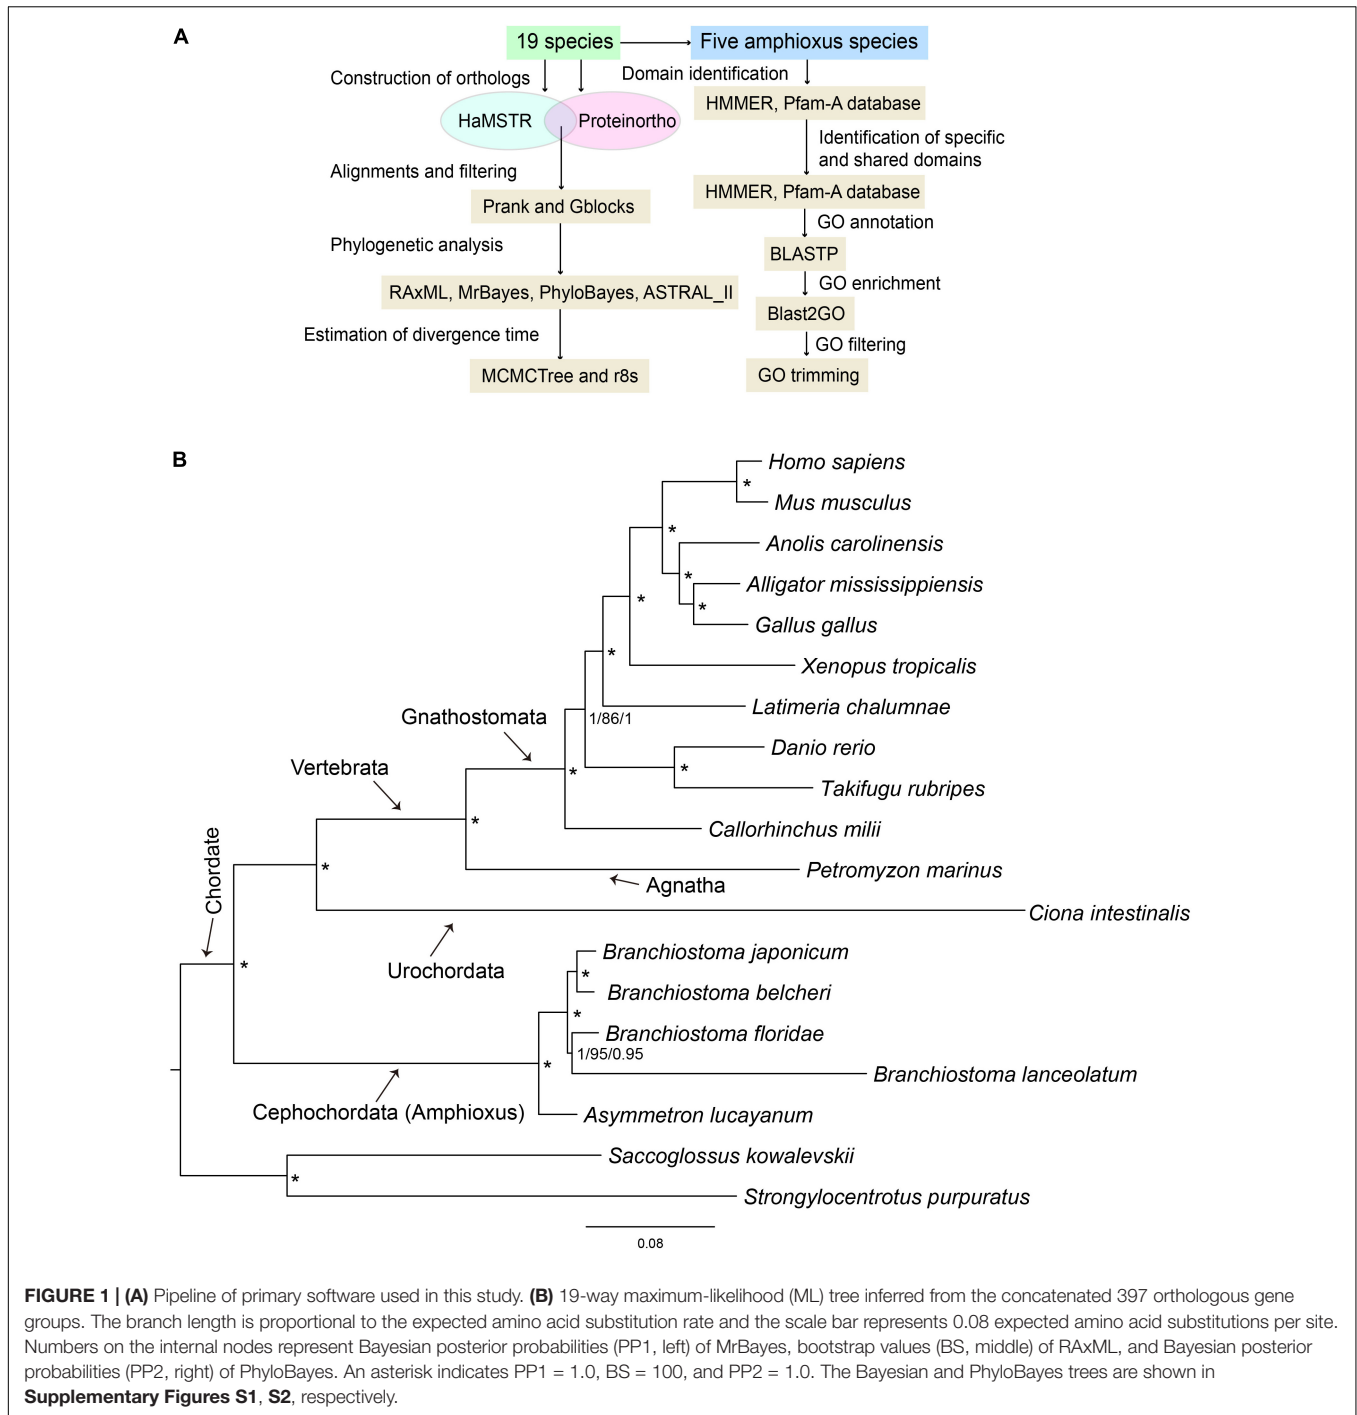 A
19 species
Five amphioxus species
Construction of orthologs
Domain identification
HaMSTR
Proteinortho
HMMER, Pfam-A database
Identification of specific
and shared domains
Alignments and filtering
Prank and Gblocks
HMMER, Pfam-A database
GO annotation
Phylogenetic analysis
BLASTP
GO enrichment
RAxML, MrBayes, PhyloBayes, ASTRAL_II
Blast2GO
Estimation of divergence time
GO filtering
MCMCTree and r8s
GO trimming
B
Homo sapiens
*
Mus musculus
*
Anolis carolinensis
*
Alligator mississippiensis
*
*
Gallus gallus
*
Xenopus tropicalis
Latimeria chalumnae
1/86/1
Gnathostomata
Danio rerio
*
*
Vertebrata
Takifugu rubripes
*
Callorhinchus milii
Chordate
*
Petromyzon marinus
Agnatha
Ciona intestinalis
Urochordata
*
Branchiostoma japonicum
*
Branchiostoma belcheri
*
Branchiostoma floridae
1/95/0.95
*
Branchiostoma lanceolatum
Cephochordata (Amphioxus)
Asymmetron lucayanum
Saccoglossus kowalevskii
*
Strongylocentrotus purpuratus
0.08
FIGURE 1 | (A) Pipeline of primary software used in this study. (B) 19-way maximum-likelihood (ML) tree inferred from the concatenated 397 orthologous gene
groups. The branch length is proportional to the expected amino acid substitution rate and the scale bar represents 0.08 expected amino acid substitutions per site.
Numbers on the internal nodes represent Bayesian posterior probabilities (PP1, left) of MrBayes, bootstrap values (BS, middle) of RAxML, and Bayesian posterior
probabilities (PP2, right) of PhyloBayes. An asterisk indicates PP1 = 1.0, BS = 100, and PP2 = 1.0. The Bayesian and PhyloBayes trees are shown in
Supplementary Figures S1, S2, respectively.